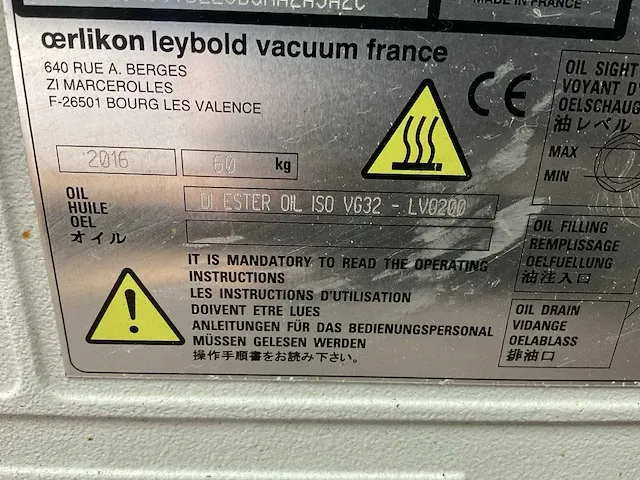 MADE IN FRANCE
œrlikon leybold vacuum france
640 RUE A. BERGES
ZI MARCEROLLES
F-26501 BOURG LES VALENCE
CE
2016
60 kg
OIL
HUILE
OEL
オイル
DI ESTER OIL ISO VG32 - LVO200
IT IS MANDATORY TO READ THE OPERATING
INSTRUCTIONS
LES INSTRUCTIONS D'UTILISATION
DOIVENT ETRE LUES
ANLEITUNGEN FÜR DAS BEDIENUNGSPERSONAL
MÜSSEN GELESEN WERDEN
操作手順書をお読み下さい。
OIL SIGHT
VOYANT D'
OELSCHAUG
油レベル
MAX
MIN
OIL FILLING
REMPLISSAGE
OELFUELLUNG
油注入口
OIL DRAIN
VIDANGE
OELABLASS
排油口